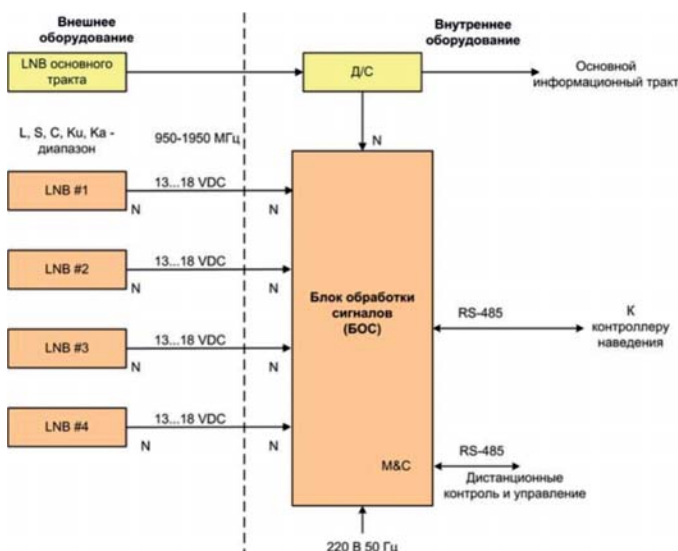 Внешнее
оборудование
Внутреннее
оборудование
LNB основного
тракта
Д/С
Основной
информационный тракт
L, S, C, Ku, Ka -
диапазон
950-1950 МГц
N
LNB #1
13...18 VDC
N
N
LNB #2
13...18 VDC
N
N
Блок обработки
сигналов
(БОС)
RS-485
К
контроллеру
наведения
LNB #3
13...18 VDC
N
N
LNB #4
13...18 VDC
N
N
M&C
RS-485
Дистанционные
контроль и управление
220 В 50 Гц